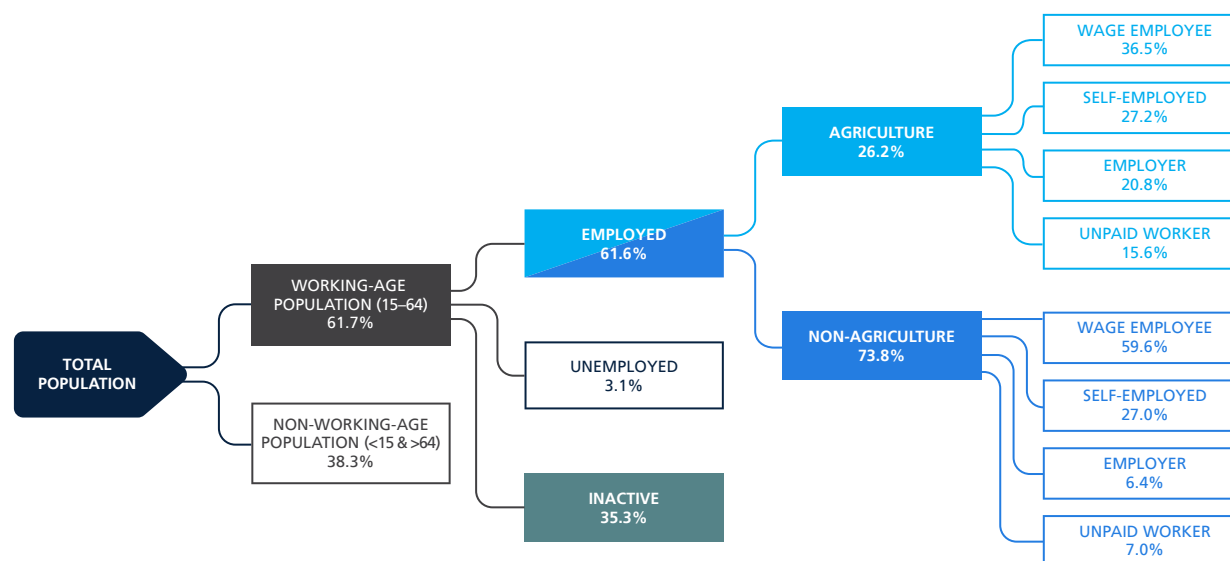 TOTAL
POPULATION
WORKING-AGE
POPULATION (15–64)
61.7%
NON-WORKING-AGE
POPULATION (<15 & >64)
38.3%
EMPLOYED
61.6%
UNEMPLOYED
3.1%
INACTIVE
35.3%
AGRICULTURE
26.2%
NON-AGRICULTURE
73.8%
WAGE EMPLOYEE
36.5%
SELF-EMPLOYED
27.2%
EMPLOYER
20.8%
UNPAID WORKER
15.6%
WAGE EMPLOYEE
59.6%
SELF-EMPLOYED
27.0%
EMPLOYER
6.4%
UNPAID WORKER
7.0%